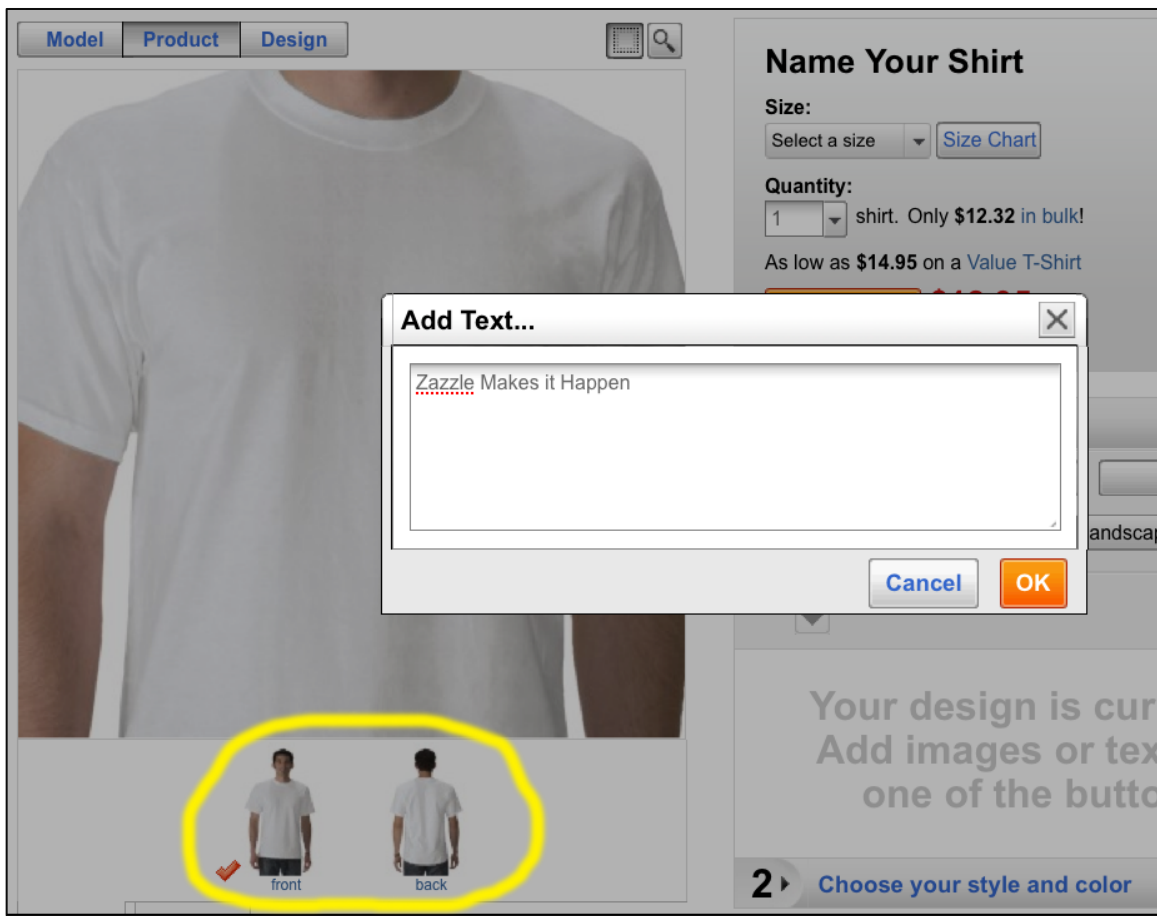 Model Product Design
Name Your Shirt
Size:
Select a size Size Chart
Quantity:
1 shirt. Only $12.32 in bulk!
As low as $14.95 on a Value T-Shirt
Add Text...
Zazzle Makes it Happen
Cancel OK
Your design is cur
Add images or tex
one of the butto
front back
2 Choose your style and color